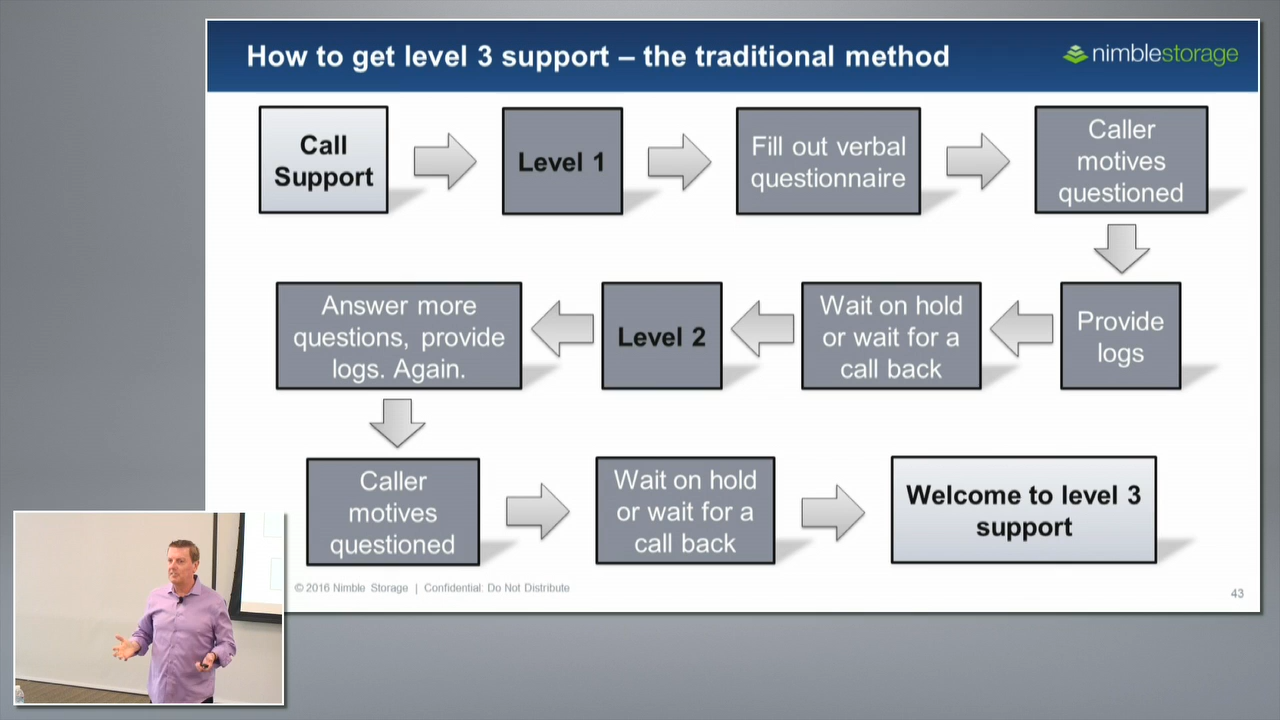 How to get level 3 support – the traditional method
nimblestorage
Call
Support
Level 1
Fill out verbal
questionnaire
Caller
motives
questioned
Provide
logs
Wait on hold
or wait for a
call back
Level 2
Answer more
questions, provide
logs. Again.
Caller
motives
questioned
Wait on hold
or wait for a
call back
Welcome to level 3
support
© 2016 Nimble Storage | Confidential: Do Not Distribute
43